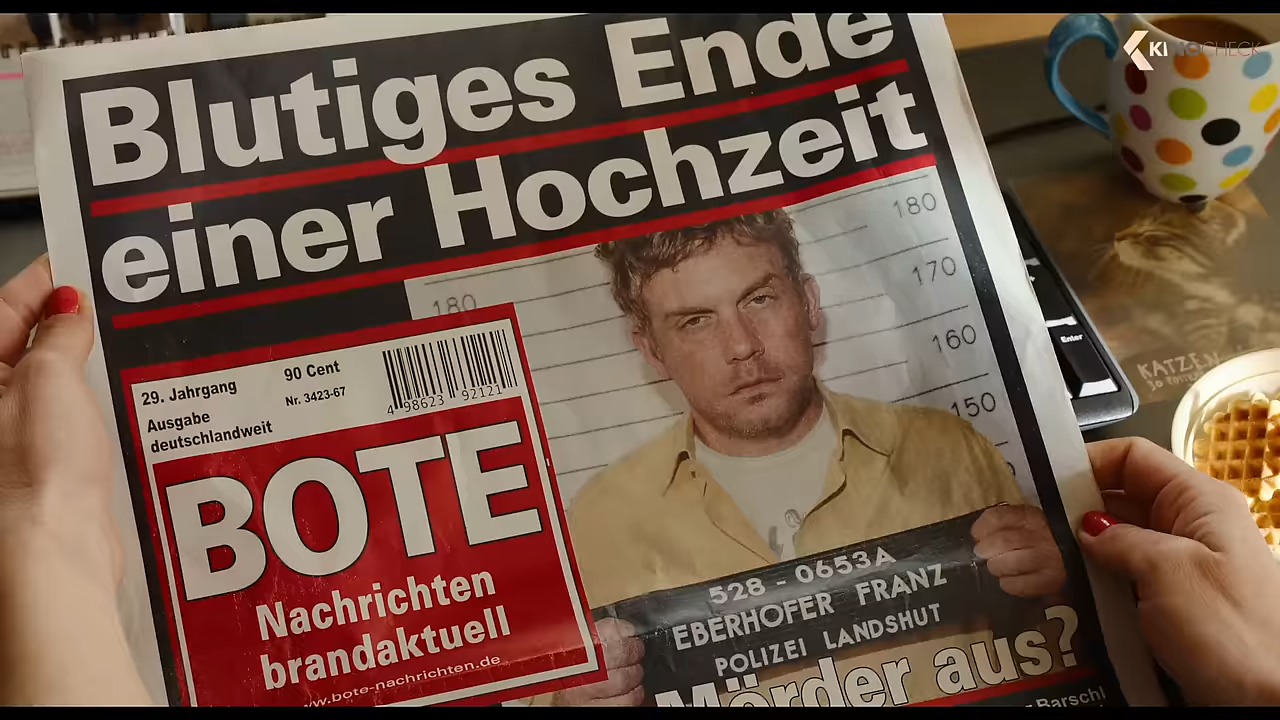 Blutiges Ende
einer Hochzeit
KINOCHECK
180
170
160
150
180
29. Jahrgang
90 Cent
Ausgabe
deutschlandweit
Nr. 3423-67
4 98623 92121
BOTE
Nachrichten
brandaktuell
www.bote-nachrichten.de
528 - 0653A
EBERHOFER FRANZ
POLIZEI LANDSHUT
Mörder aus?
Barschl
Enter
KATZEN